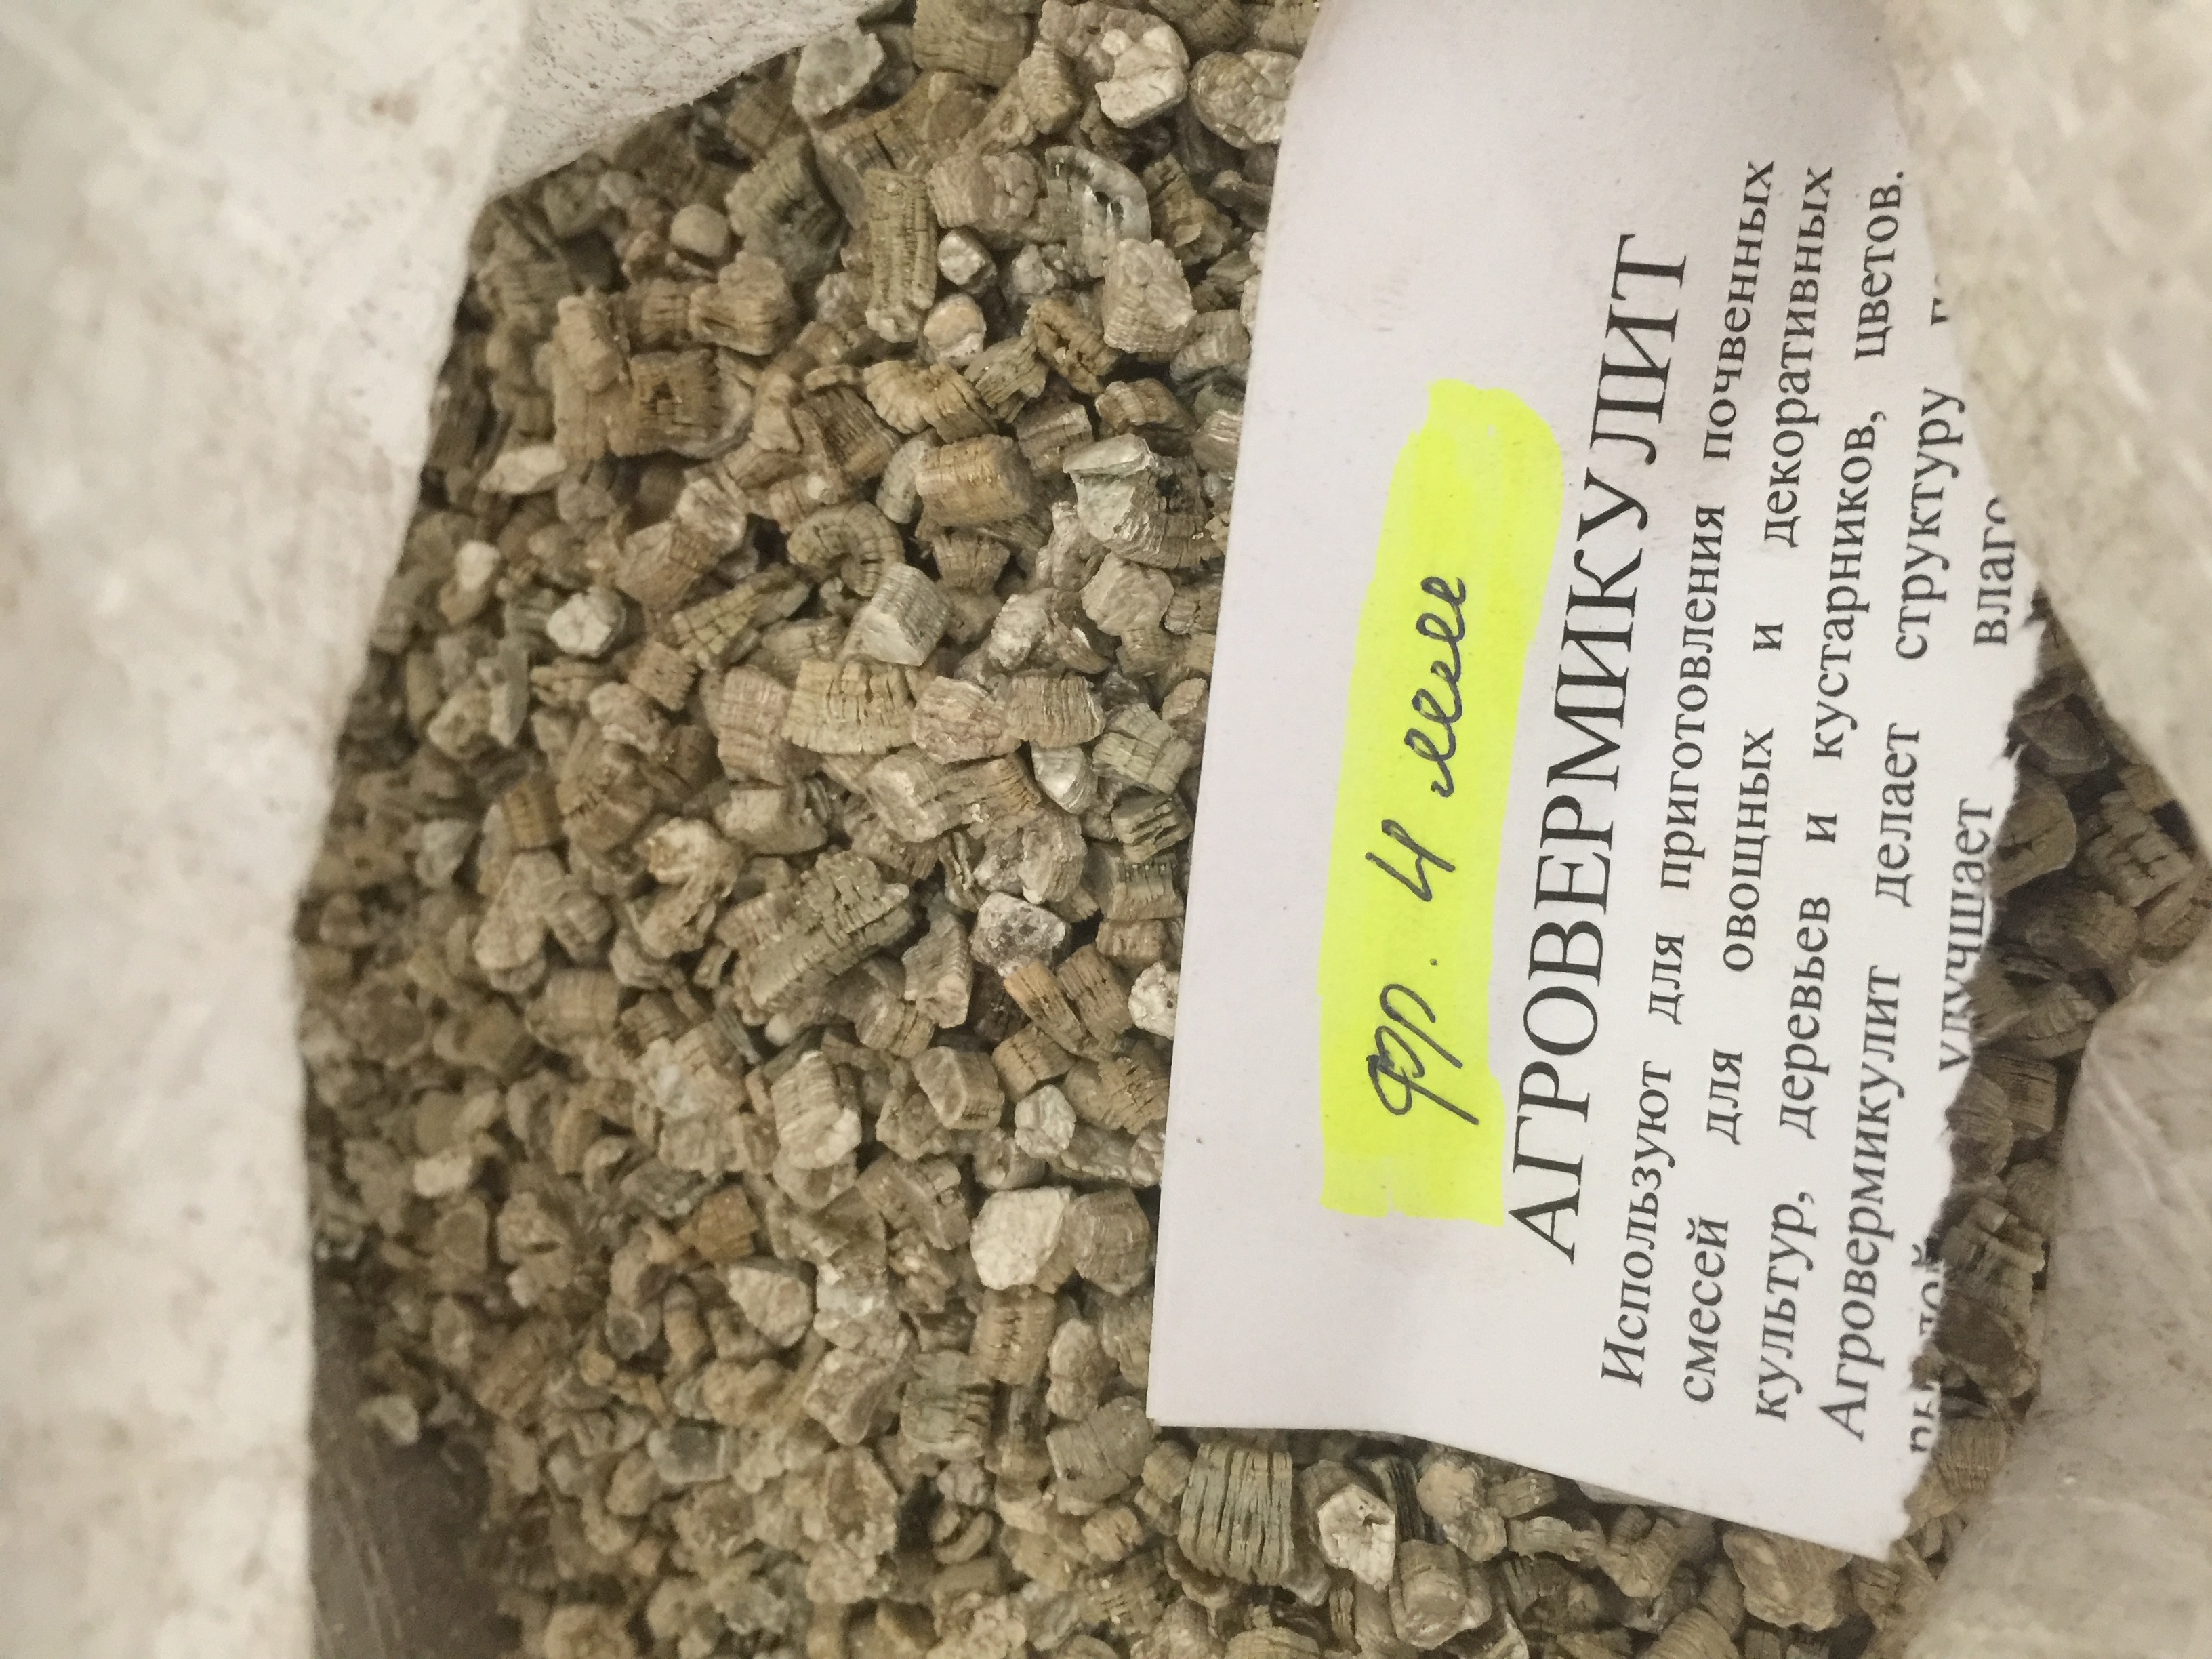 фр. 4 мм
АГРОВЕРМИКУЛИТ
Используют для приготовления почвенных
смесей для овощных и декоративных
культур, деревьев и кустарников, цветов.
Агровермикулит делает структуру
улучшает